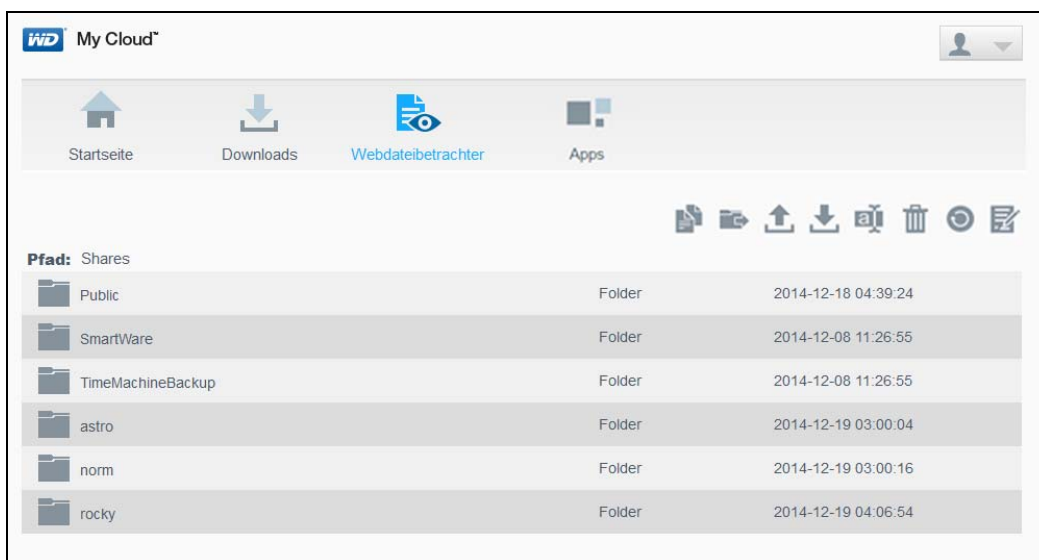 WD My Cloud™
Startseite Downloads Webdateibetrachter Apps
Pfad: Shares
Public Folder 2014-12-18 04:39:24
SmartWare Folder 2014-12-08 11:26:55
TimeMachineBackup Folder 2014-12-08 11:26:55
astro Folder 2014-12-19 03:00:04
norm Folder 2014-12-19 03:00:16
rocky Folder 2014-12-19 04:06:54